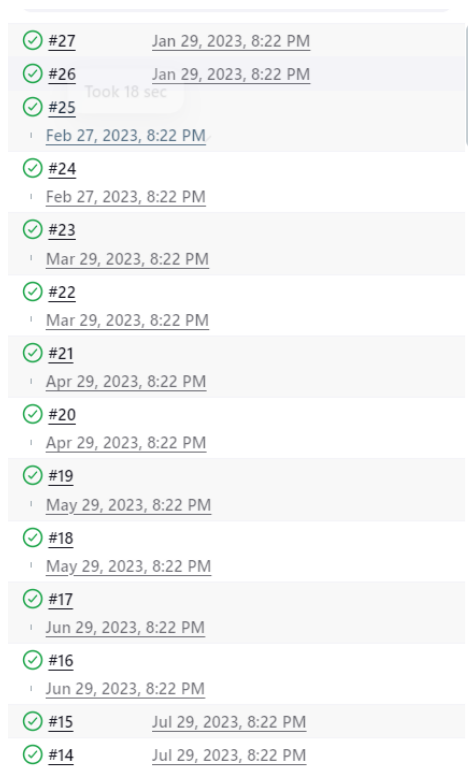 #27 Jan 29, 2023, 8:22 PM
#26 Jan 29, 2023, 8:22 PM
Took 18 sec
#25
Feb 27, 2023, 8:22 PM
#24
Feb 27, 2023, 8:22 PM
#23
Mar 29, 2023, 8:22 PM
#22
Mar 29, 2023, 8:22 PM
#21
Apr 29, 2023, 8:22 PM
#20
Apr 29, 2023, 8:22 PM
#19
May 29, 2023, 8:22 PM
#18
May 29, 2023, 8:22 PM
#17
Jun 29, 2023, 8:22 PM
#16
Jun 29, 2023, 8:22 PM
#15 Jul 29, 2023, 8:22 PM
#14 Jul 29, 2023, 8:22 PM